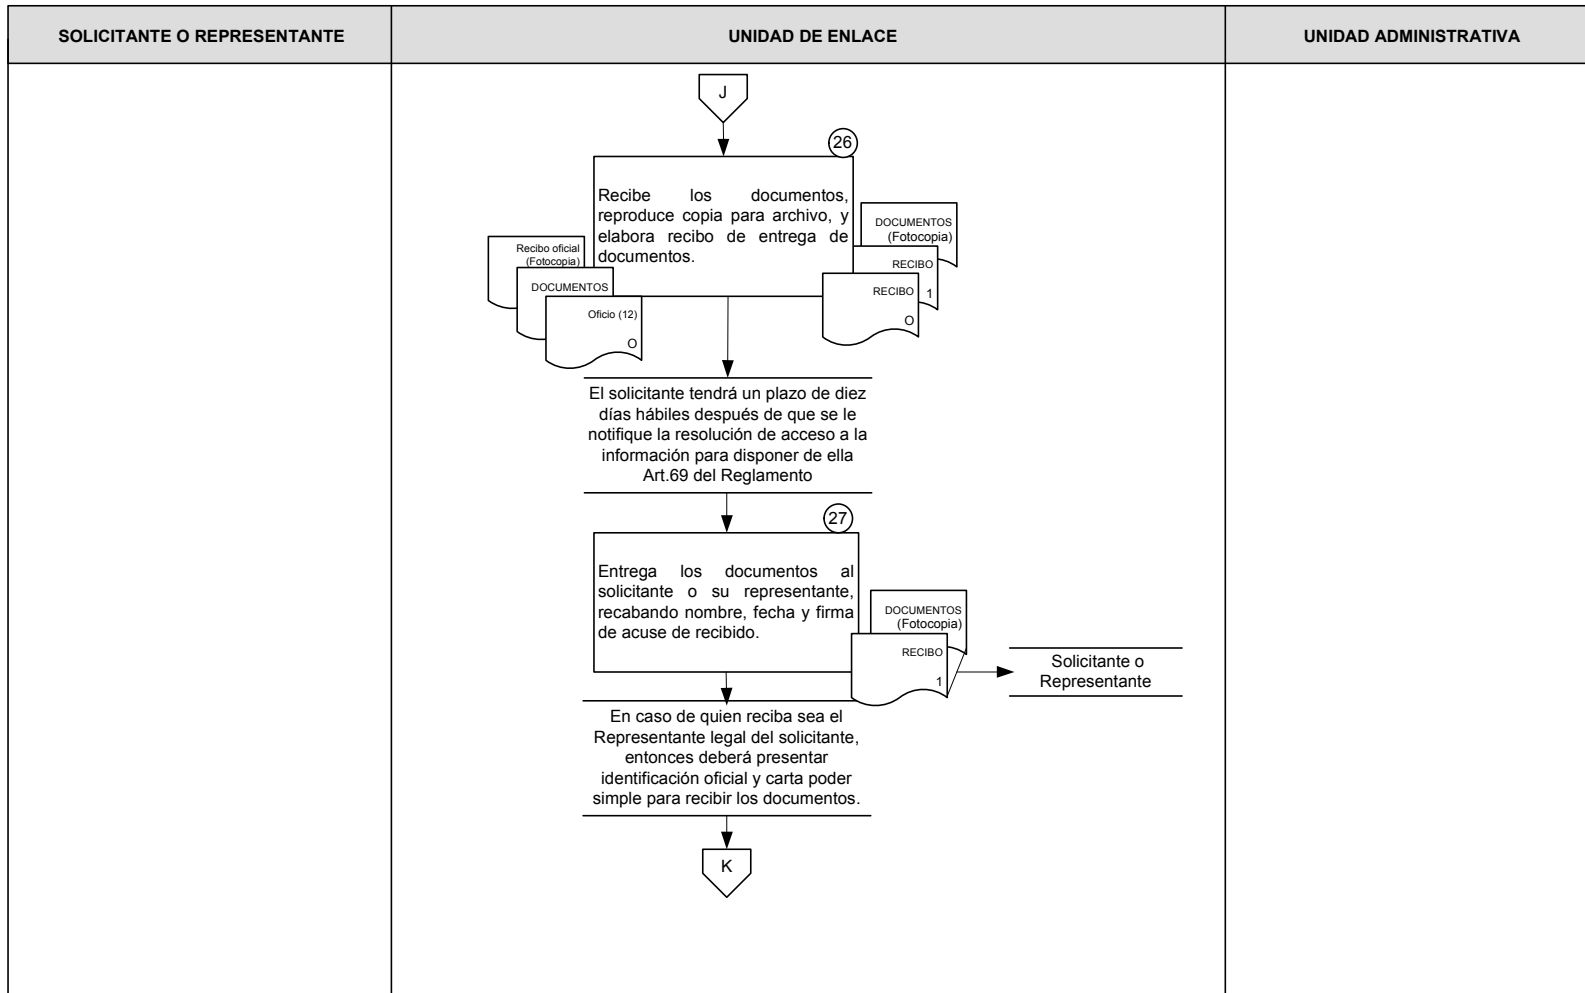 SOLICITANTE O REPRESENTANTE
UNIDAD DE ENLACE
UNIDAD ADMINISTRATIVA
J
26
Recibe los documentos,
reproduce copia para archivo, y
elabora recibo de entrega de
documentos.
Recibo oficial
(Fotocopia)
DOCUMENTOS
Oficio (12)
O
DOCUMENTOS
(Fotocopia)
RECIBO
1
RECIBO
O
El solicitante tendrá un plazo de diez
días hábiles después de que se le
notifique la resolución de acceso a la
información para disponer de ella
Art.69 del Reglamento
27
Entrega los documentos al
solicitante o su representante,
recabando nombre, fecha y firma
de acuse de recibido.
DOCUMENTOS
(Fotocopia)
RECIBO
1
Solicitante o
Representante
En caso de quien reciba sea el
Representante legal del solicitante,
entonces deberá presentar
identificación oficial y carta poder
simple para recibir los documentos.
K